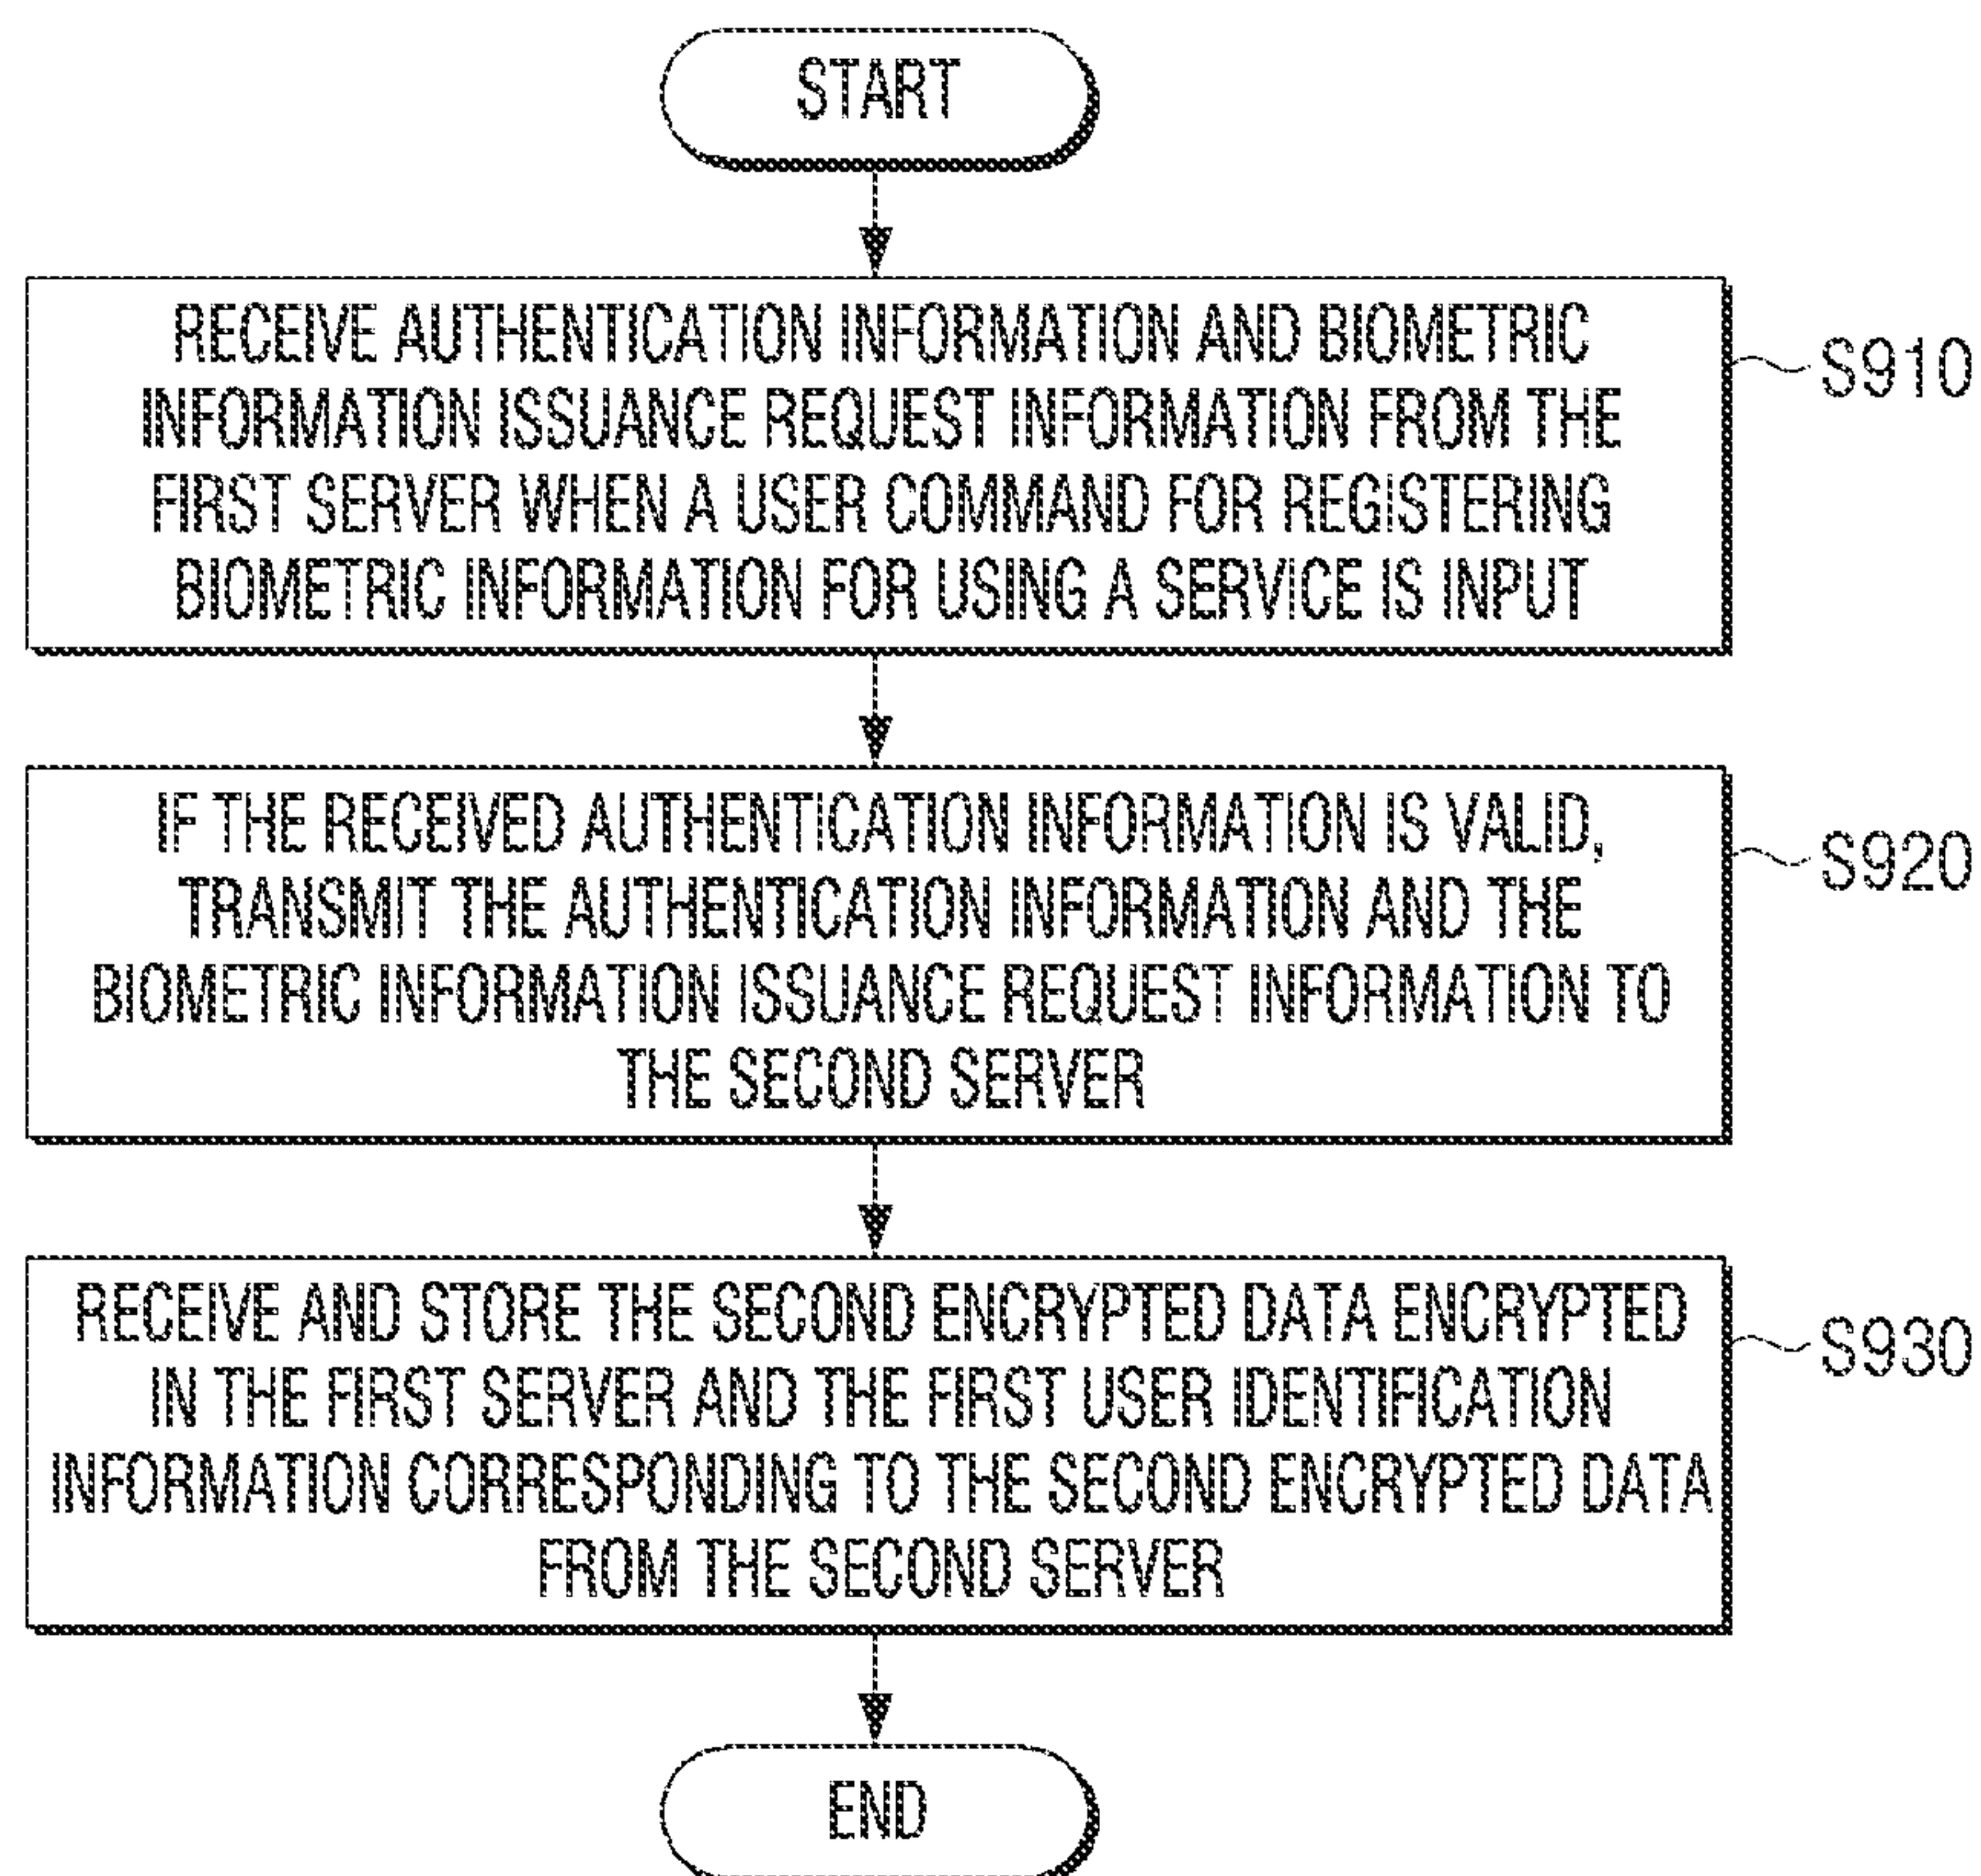 START
RECEIVE AUTHENTICATION INFORMATION AND BIOMETRIC
INFORMATION ISSUANCE REQUEST INFORMATION FROM THE
FIRST SERVER WHEN A USER COMMAND FOR REGISTERING
BIOMETRIC INFORMATION FOR USING A SERVICE IS INPUT
S910
IF THE RECEIVED AUTHENTICATION INFORMATION IS VALID,
TRANSMIT THE AUTHENTICATION INFORMATION AND THE
BIOMETRIC INFORMATION ISSUANCE REQUEST INFORMATION TO
THE SECOND SERVER
S920
RECEIVE AND STORE THE SECOND ENCRYPTED DATA ENCRYPTED
IN THE FIRST SERVER AND THE FIRST USER IDENTIFICATION
INFORMATION CORRESPONDING TO THE SECOND ENCRYPTED DATA
FROM THE SECOND SERVER
S930
END